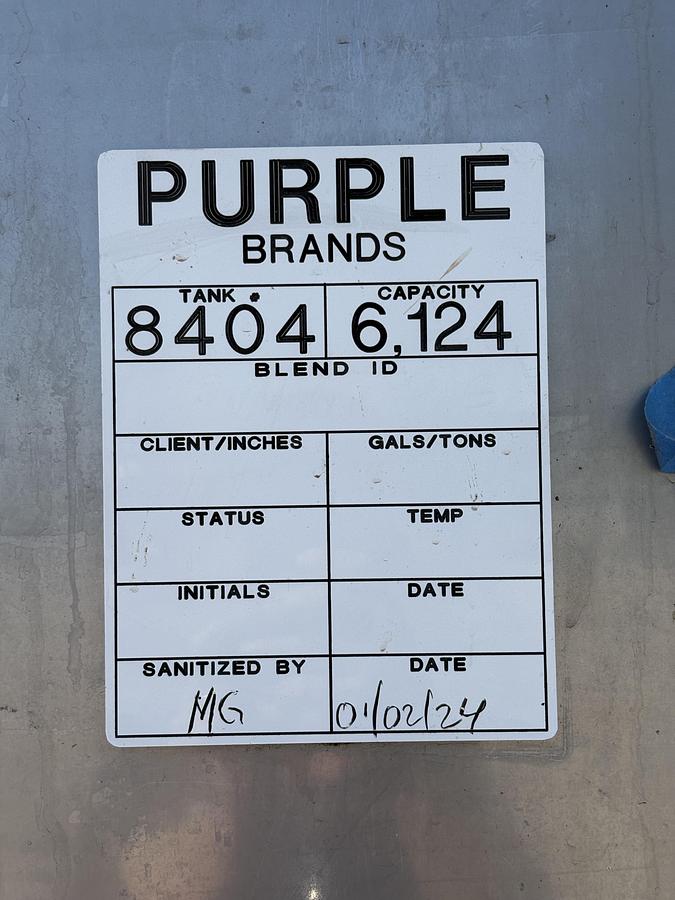 PURPLE
BRANDS
TANK #
CAPACITY
8404
6,124
BLEND ID
CLIENT/INCHES
GALS/TONS
STATUS
TEMP
INITIALS
DATE
SANITIZED BY
DATE
MG
01/02/24